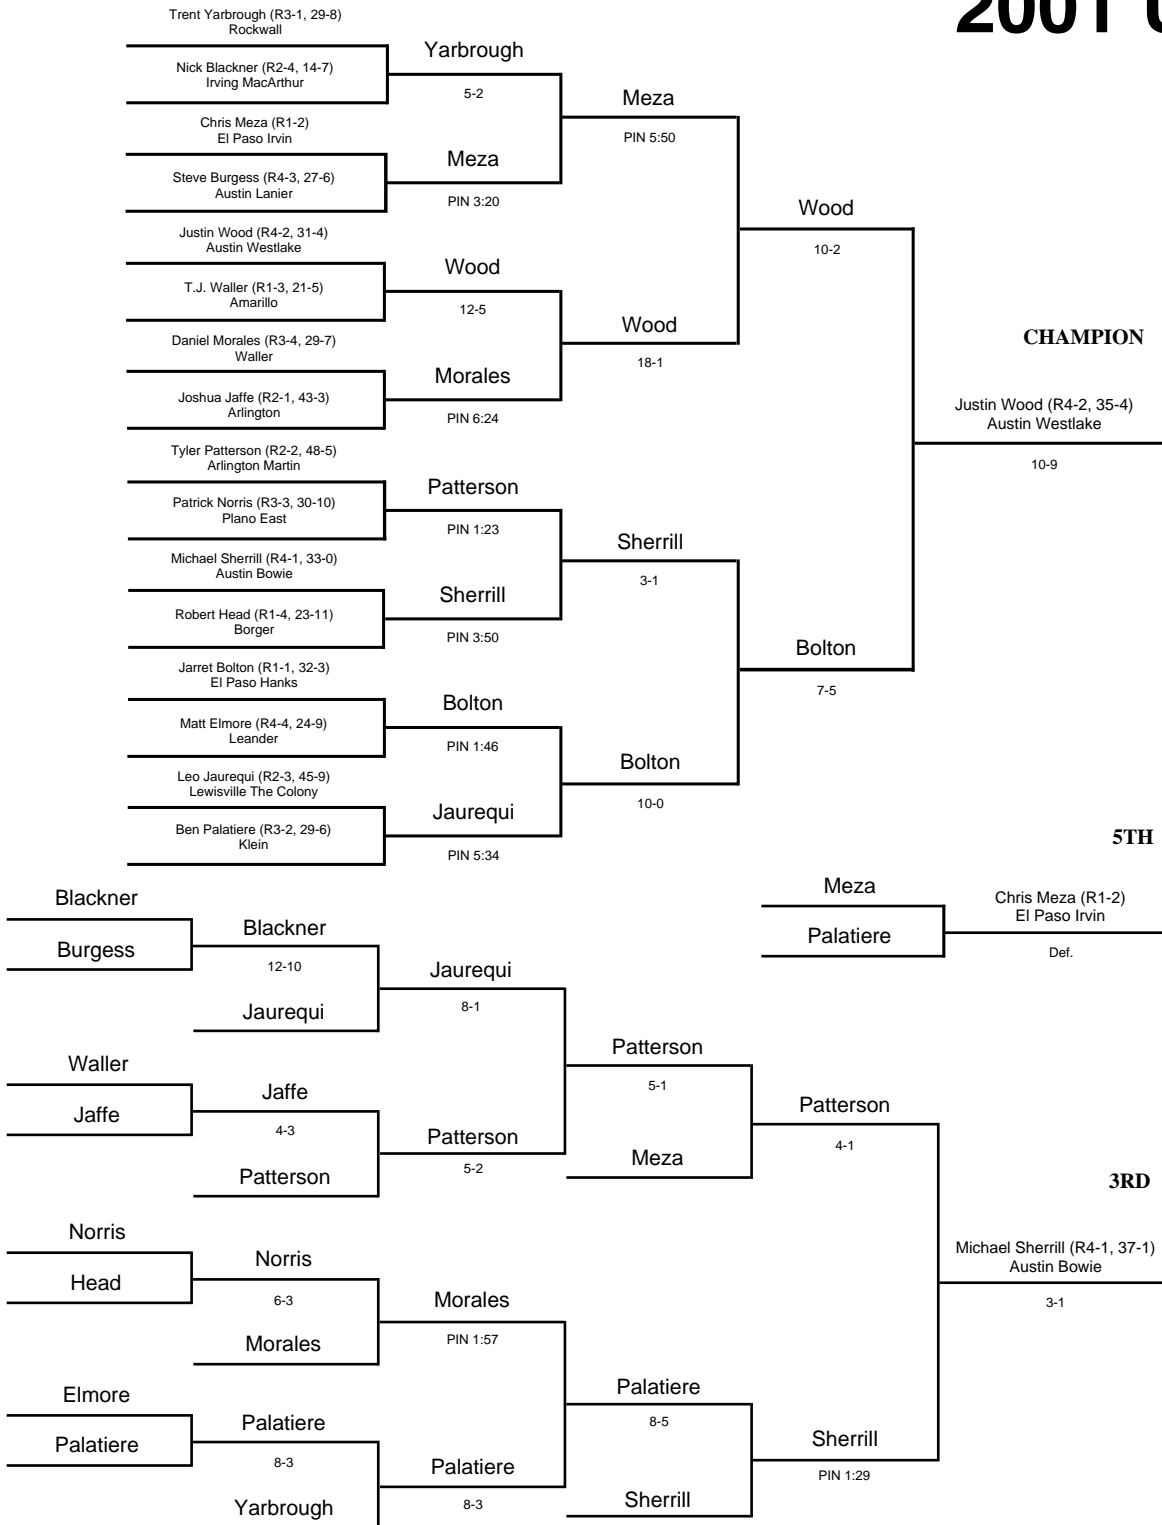 2001 U
Trent Yarbrough (R3-1, 29-8)
Rockwall
Nick Blackner (R2-4, 14-7)
Irving MacArthur
Chris Meza (R1-2)
El Paso Irvin
Steve Burgess (R4-3, 27-6)
Austin Lanier
Justin Wood (R4-2, 31-4)
Austin Westlake
T.J. Waller (R1-3, 21-5)
Amarillo
Daniel Morales (R3-4, 29-7)
Waller
Joshua Jaffe (R2-1, 43-3)
Arlington
Tyler Patterson (R2-2, 48-5)
Arlington Martin
Patrick Norris (R3-3, 30-10)
Plano East
Michael Sherrill (R4-1, 33-0)
Austin Bowie
Robert Head (R1-4, 23-11)
Borger
Jarret Bolton (R1-1, 32-3)
El Paso Hanks
Matt Elmore (R4-4, 24-9)
Leander
Leo Jaurequi (R2-3, 45-9)
Lewisville The Colony
Ben Palatiere (R3-2, 29-6)
Klein
Yarbrough
5-2
Meza
PIN 3:20
Wood
12-5
Morales
PIN 6:24
Patterson
PIN 1:23
Sherrill
PIN 3:50
Bolton
PIN 1:46
Jaurequi
PIN 5:34
Meza
PIN 5:50
Wood
18-1
Sherrill
3-1
Bolton
10-0
Wood
10-2
Bolton
7-5
CHAMPION
Justin Wood (R4-2, 35-4)
Austin Westlake
10-9
5TH
Meza
Palatiere
Chris Meza (R1-2)
El Paso Irvin
Def.
Blackner
Burgess
Waller
Jaffe
Norris
Head
Elmore
Palatiere
Blackner
12-10
Jaurequi
Jaffe
4-3
Patterson
Norris
6-3
Morales
Palatiere
8-3
Yarbrough
Jaurequi
8-1
Patterson
5-2
Morales
PIN 1:57
Palatiere
8-3
Patterson
5-1
Meza
Palatiere
8-5
Sherrill
Patterson
4-1
Sherrill
PIN 1:29
3RD
Michael Sherrill (R4-1, 37-1)
Austin Bowie
3-1